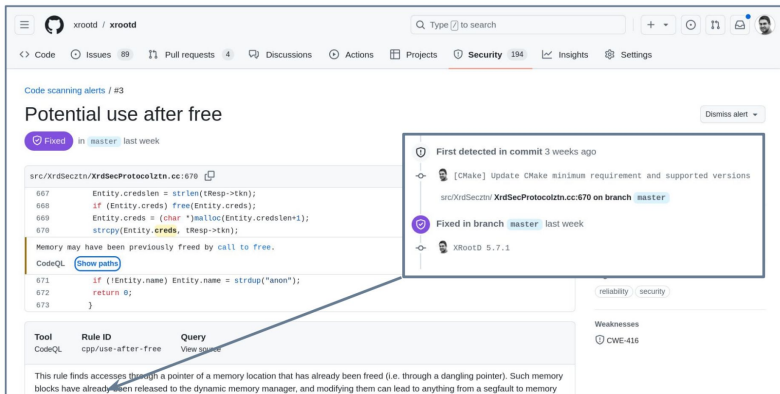 xrootd / xrootd
Type / to search
Code
Issues 89
Pull requests 4
Discussions
Actions
Projects
Security 194
Insights
Settings
Code scanning alerts / #3
Potential use after free
Dismiss alert
Fixed in master last week
src/XrdSecztn/XrdSecProtocolztn.cc:670
667 Entity.credslen = strlen(tResp->tkn);
668 if (Entity.creds) free(Entity.creds);
669 Entity.creds = (char *)malloc(Entity.credslen+1);
670 strcpy(Entity.creds, tResp->tkn);
Memory may have been previously freed by call to free.
CodeQL Show paths
671 if (!Entity.name) Entity.name = strdup("anon");
672 return 0;
673 }
First detected in commit 3 weeks ago
[CMake] Update CMake minimum requirement and supported versions
src/XrdSecztn/ XrdSecProtocolztn.cc:670 on branch master
Fixed in branch master last week
XRootD 5.7.1
reliability security
Weaknesses
CWE-416
Tool Rule ID Query
CodeQL cpp/use-after-free View source
This rule finds accesses through a pointer of a memory location that has already been freed (i.e. through a dangling pointer). Such memory
blocks have already been released to the dynamic memory manager, and modifying them can lead to anything from a segfault to memory